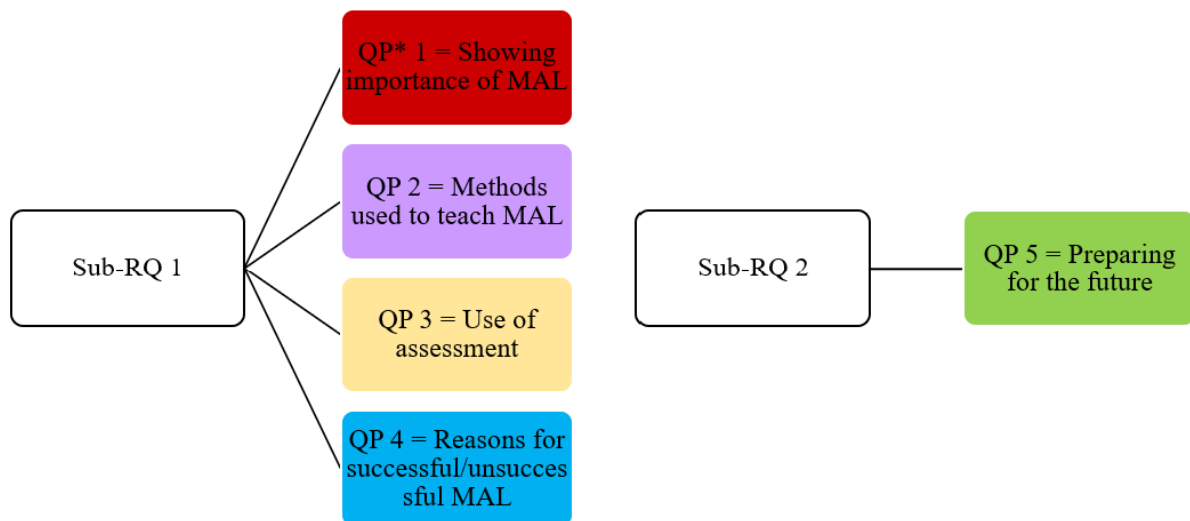 Sub-RQ 1
QP* 1 = Showing
importance of MAL
QP 2 = Methods
used to teach MAL
QP 3 = Use of
assessment
QP 4 = Reasons for
successful/unsucces
sful MAL
Sub-RQ 2
QP 5 = Preparing
for the future